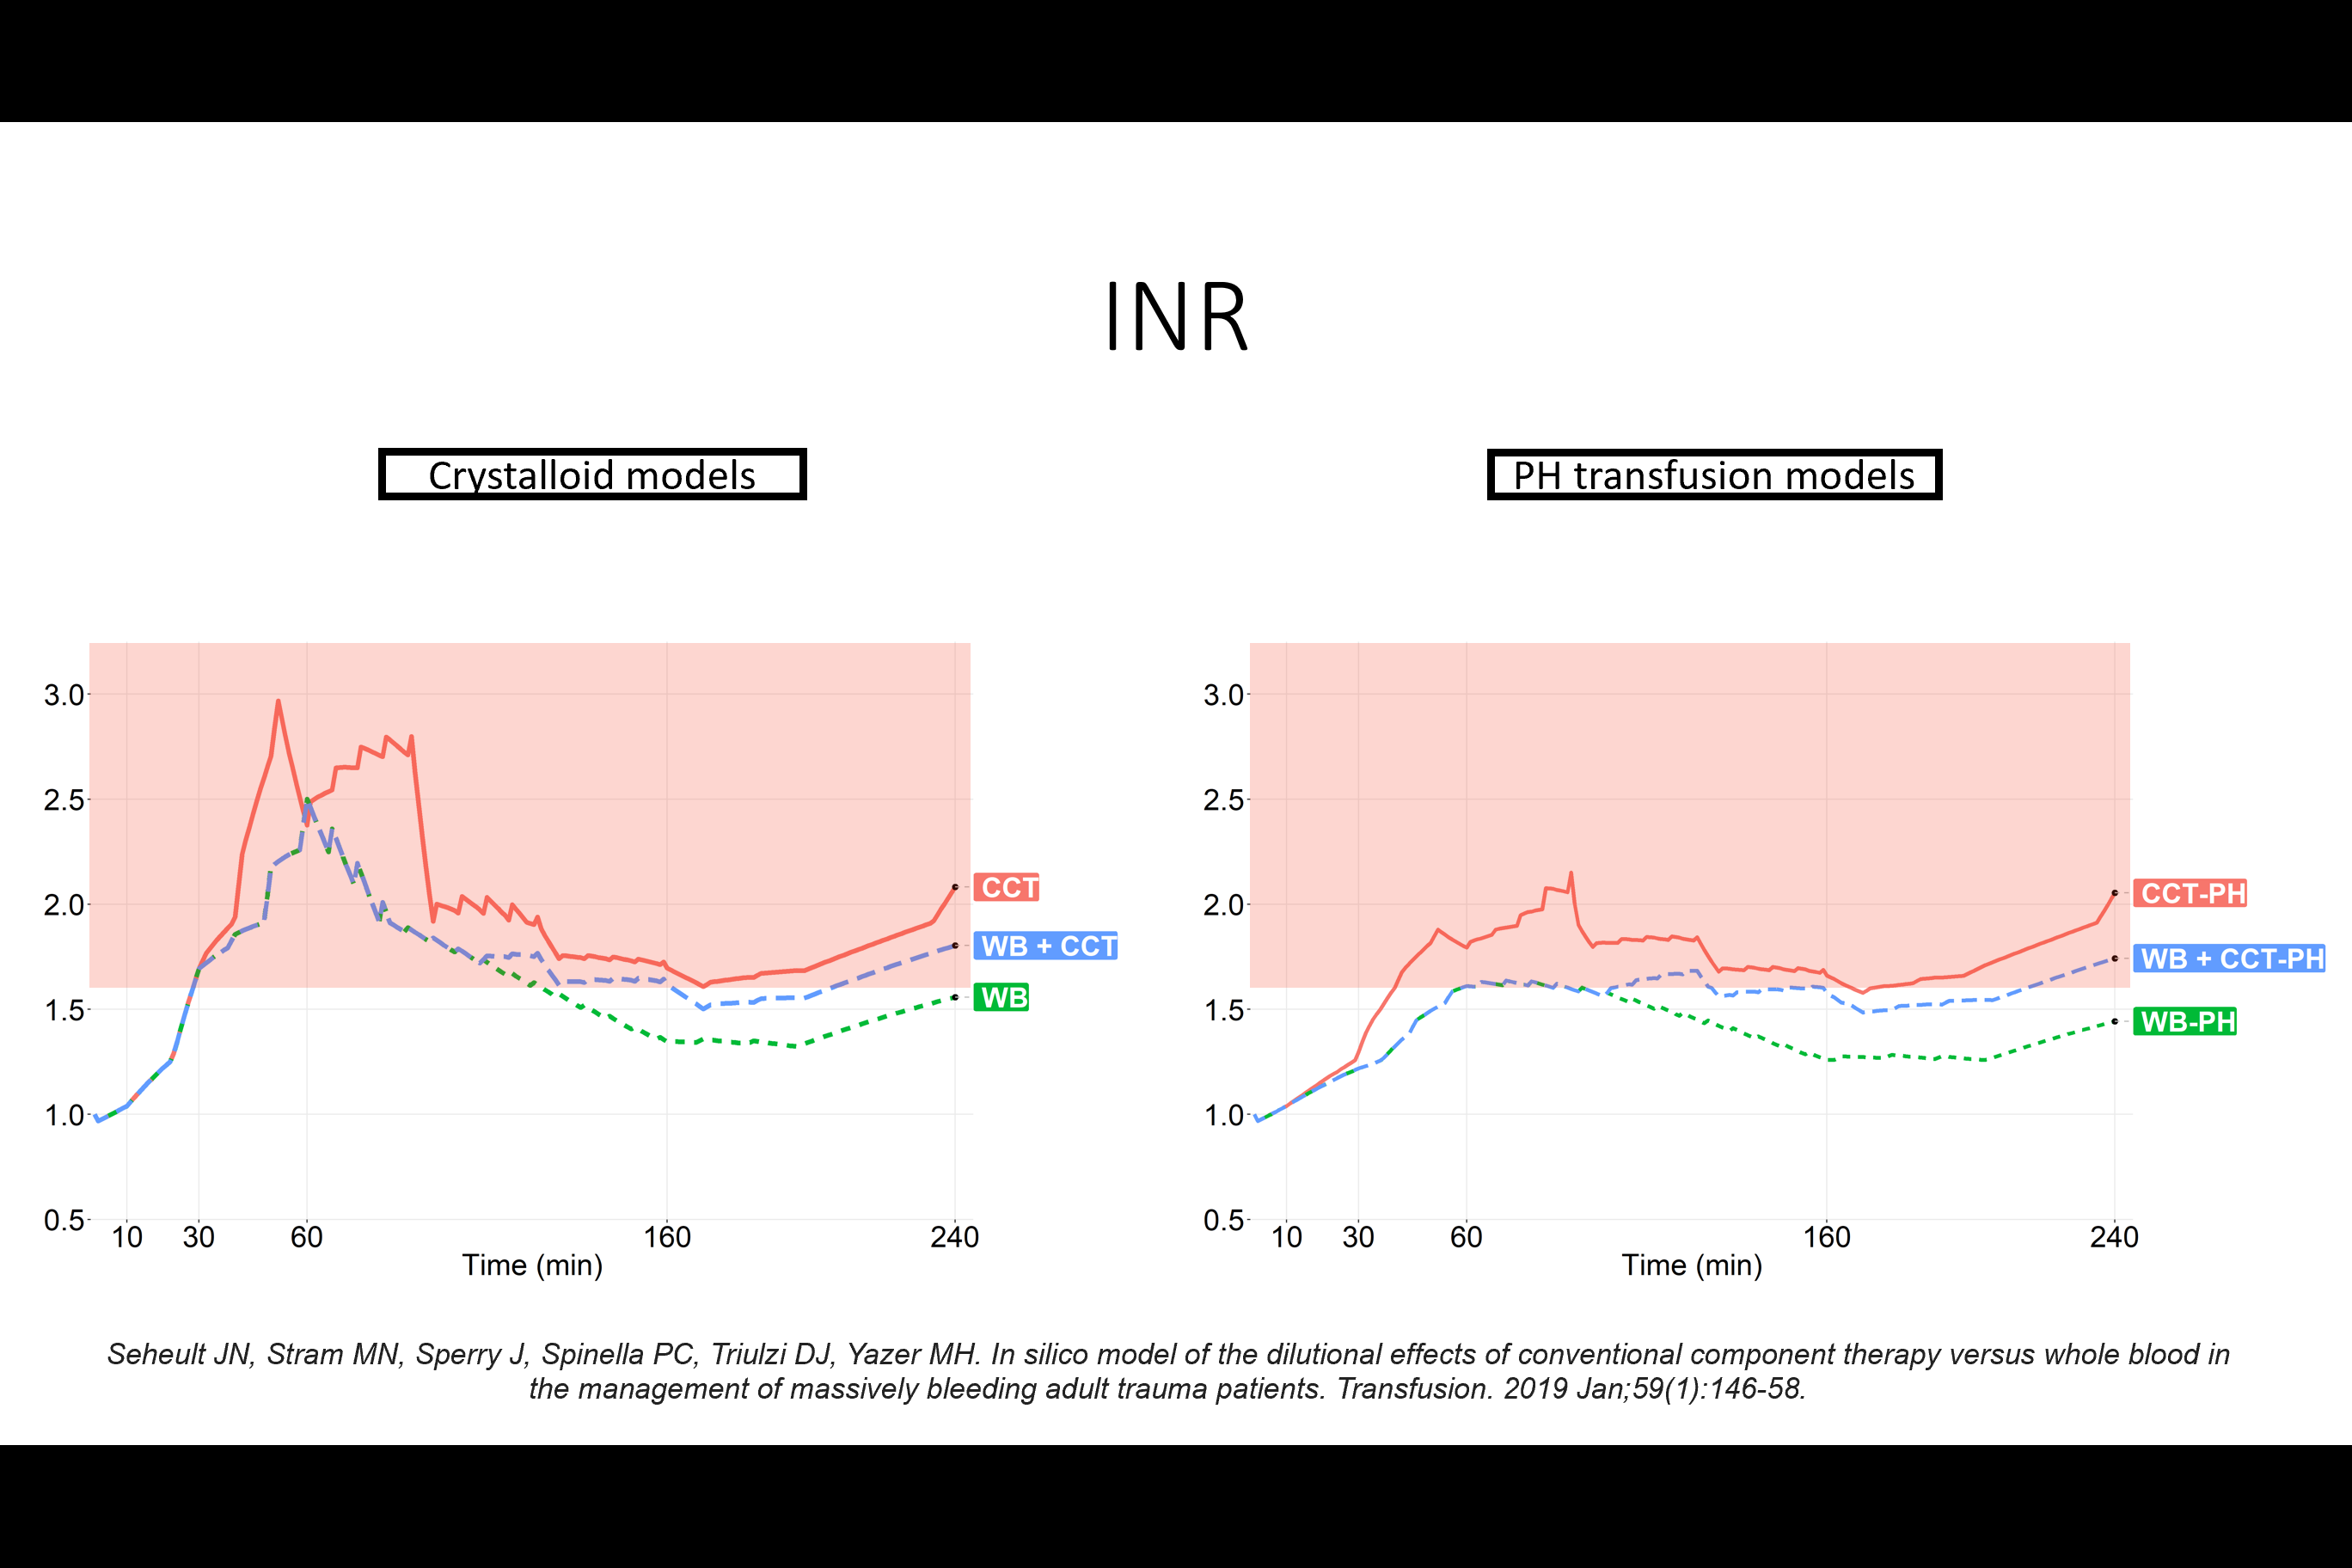 INR
Crystalloid models
PH transfusion models
3.0
2.5
2.0
1.5
1.0
0.5
10 30 60 160 240
Time (min)
CCT
WB + CCT
WB
3.0
2.5
2.0
1.5
1.0
0.5
10 30 60 160 240
Time (min)
CCT-PH
WB + CCT-PH
WB-PH
Seheult JN, Stram MN, Sperry J, Spinella PC, Triulzi DJ, Yazer MH. In silico model of the dilutional effects of conventional component therapy versus whole blood in
the management of massively bleeding adult trauma patients. Transfusion. 2019 Jan;59(1):146-58.